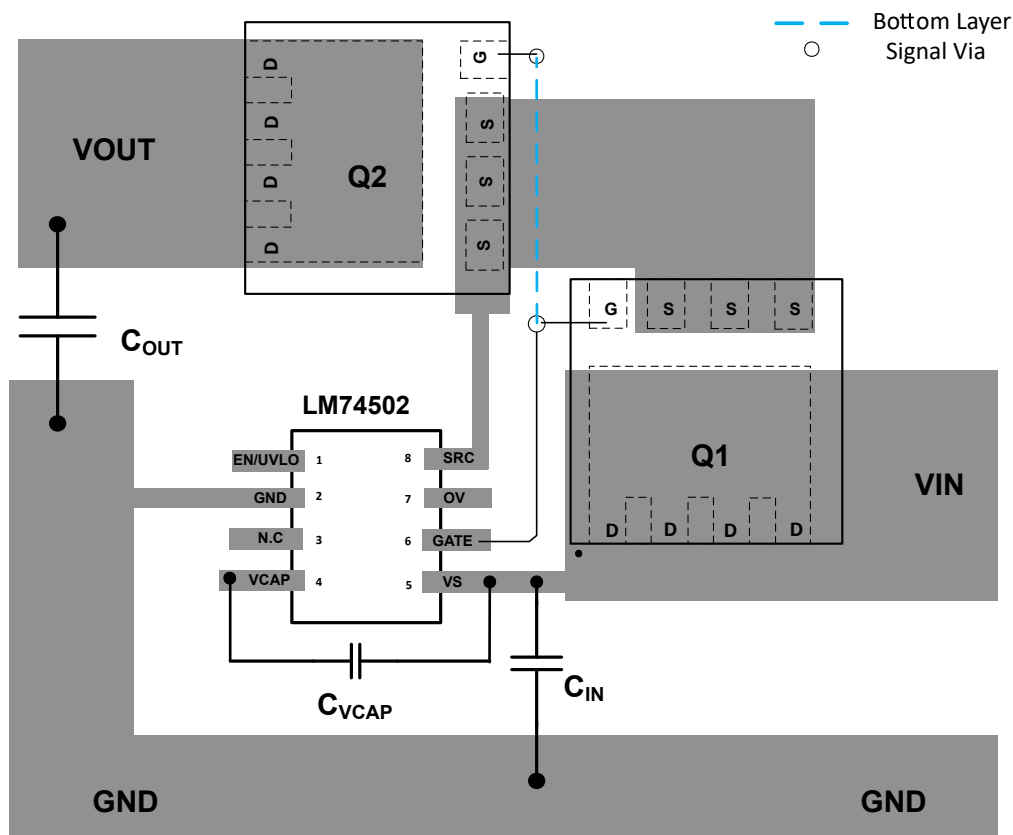 Bottom Layer
Signal Via
D
D
D
D
G
S
S
S
VOUT
Q2
G
S
S
S
COUT
LM74502
EN/UVLO 1
8 SRC
GND 2
7 OV
N.C 3
6 GATE
VCAP 4
5 VS
Q1
VIN
D
D
D
D
CVCAP
CIN
GND
GND